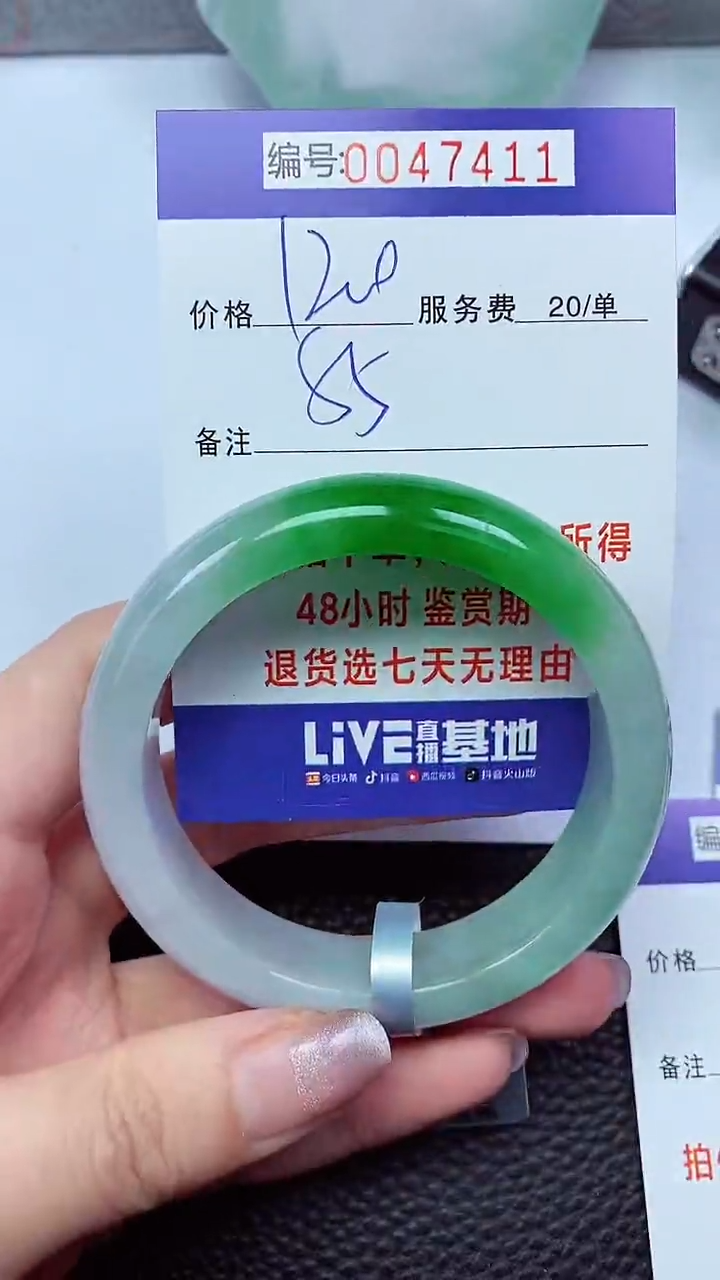 编号:0047411
价格 120 服务费 20/单
85
备注
所得
48小时 鉴赏期
退货选七天无理由
LiVE直播基地
今日头条 抖音 西瓜视频 抖音火山版
编
价格
备注
拍